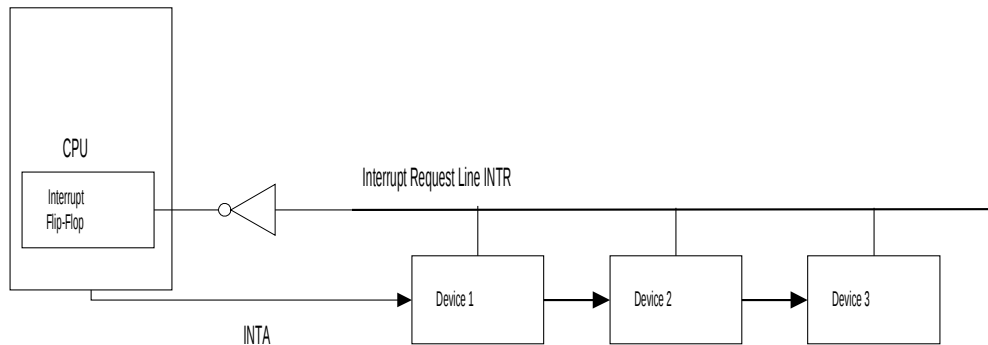 CPU
Interrupt
Flip-Flop
Interrupt Request Line INTR
Device 1
Device 2
Device 3
INTA